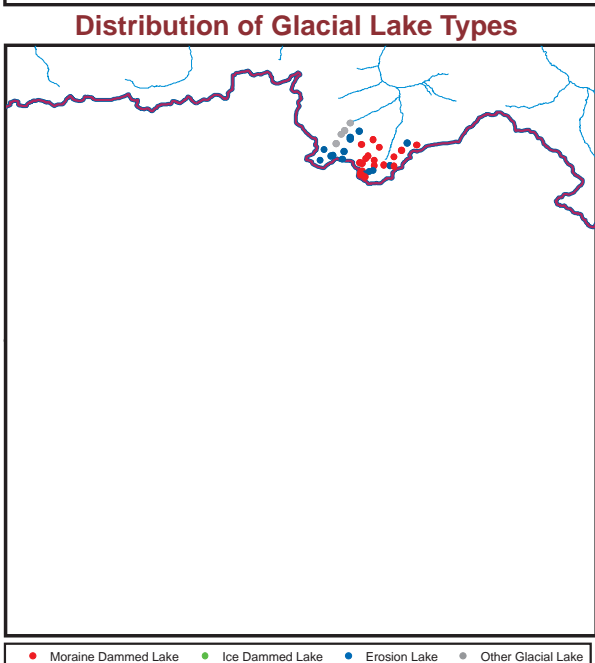 Distribution of Glacial Lake Types
Moraine Dammed Lake Ice Dammed Lake Erosion Lake Other Glacial Lake